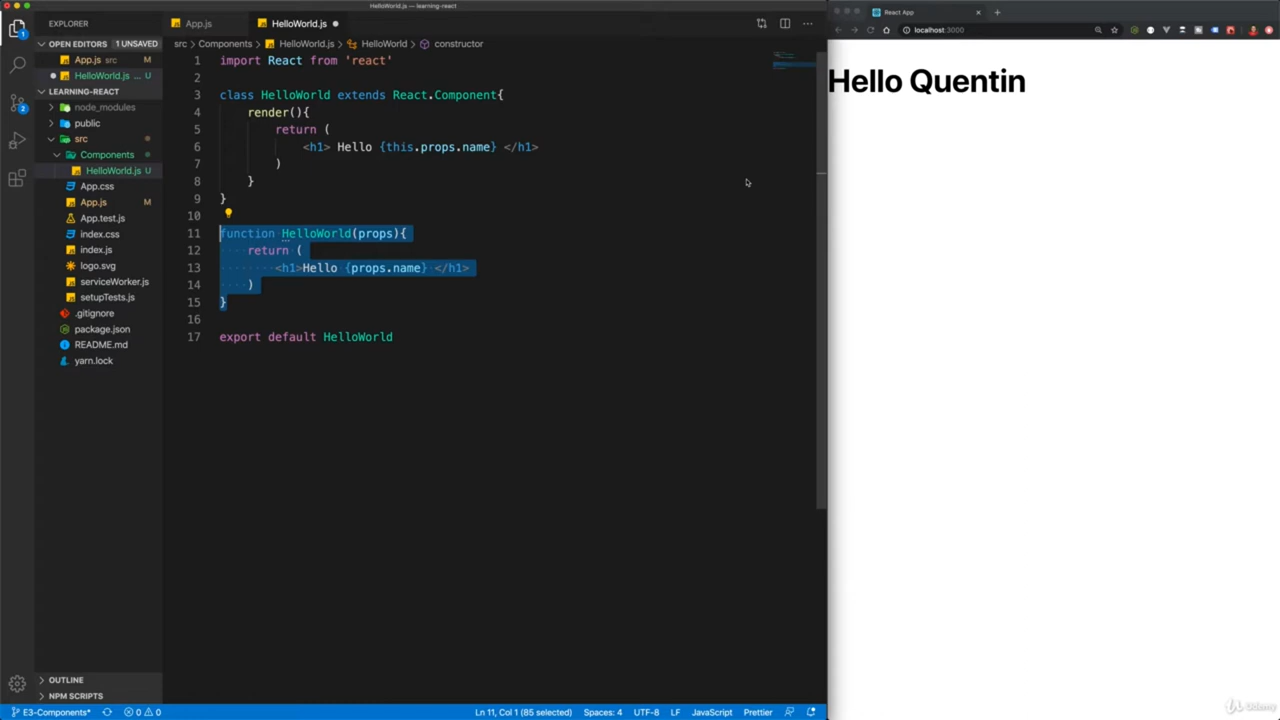 HelloWorld.js — learning-react
EXPLORER
App.js
HelloWorld.js
OPEN EDITORS 1 UNSAVED
App.js src M
HelloWorld.js ... U
LEARNING-REACT
node_modules
public
src
Components
HelloWorld.js U
App.css
App.js M
App.test.js
index.css
index.js
logo.svg
serviceWorker.js
setupTests.js
.gitignore
package.json
README.md
yarn.lock
OUTLINE
NPM SCRIPTS
1
2
src > Components > HelloWorld.js > HelloWorld > constructor
1 import React from 'react'
2
3 class HelloWorld extends React.Component{
4 render(){
5 return (
6 <h1> Hello {this.props.name} </h1>
7 )
8 }
9 }
10
11 function HelloWorld(props){
12 return (
13 <h1>Hello {props.name} </h1>
14 )
15 }
16
17 export default HelloWorld
E3-Components* 0 0 Ln 11, Col 1 (85 selected) Spaces: 4 UTF-8 LF JavaScript Prettier
React App
localhost:3000
Hello Quentin
Udemy